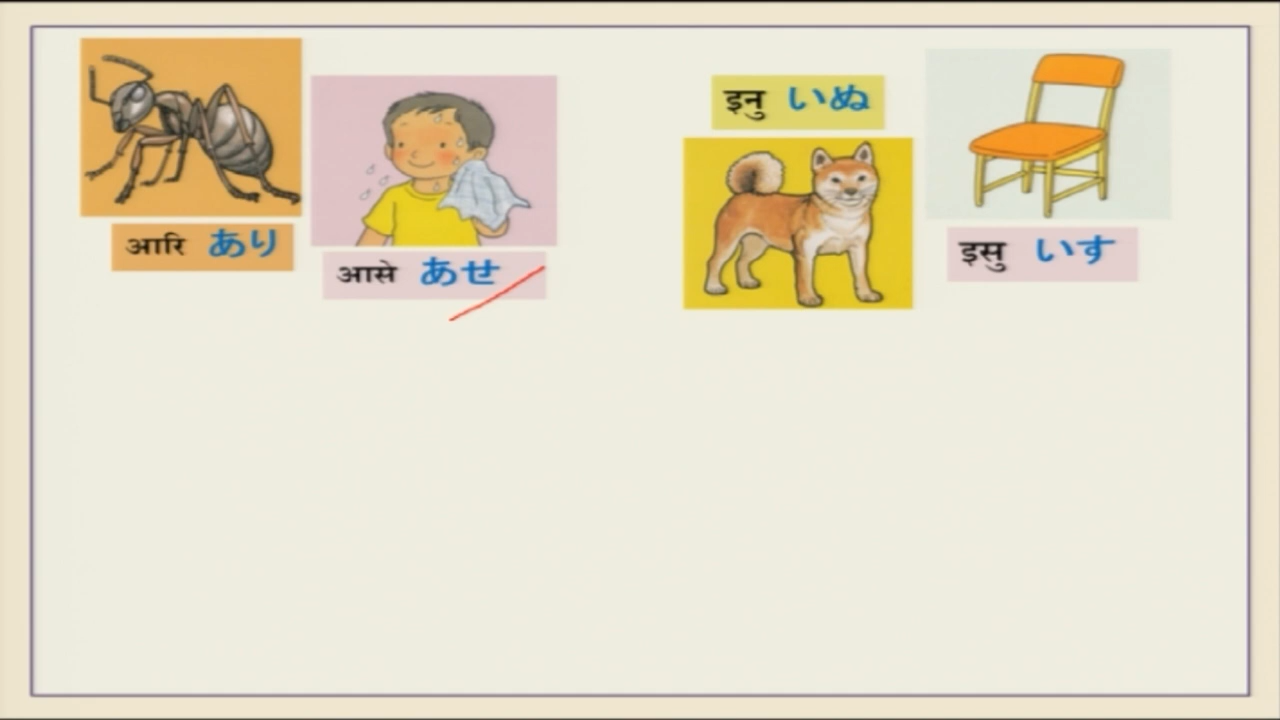 आरि あり
आसे あせ
इनु いぬ
इसु いす